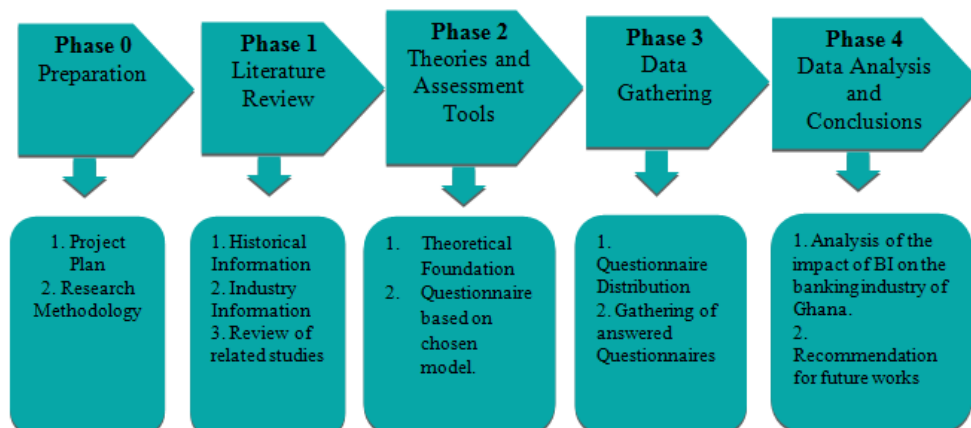 Phase 0
Preparation
Phase 1
Literature
Review
Phase 2
Theories and
Assessment
Tools
Phase 3
Data
Gathering
Phase 4
Data Analysis
and
Conclusions
1. Project
Plan
2. Research
Methodology
1. Historical
Information
2. Industry
Information
3. Review of
related studies
1. Theoretical
Foundation
2. Questionnaire
based on
chosen
model.
1.
Questionnaire
Distribution
2. Gathering of
answered
Questionnaires
1. Analysis of the
impact of BI on the
banking industry of
Ghana.
2.
Recommendation
for future works